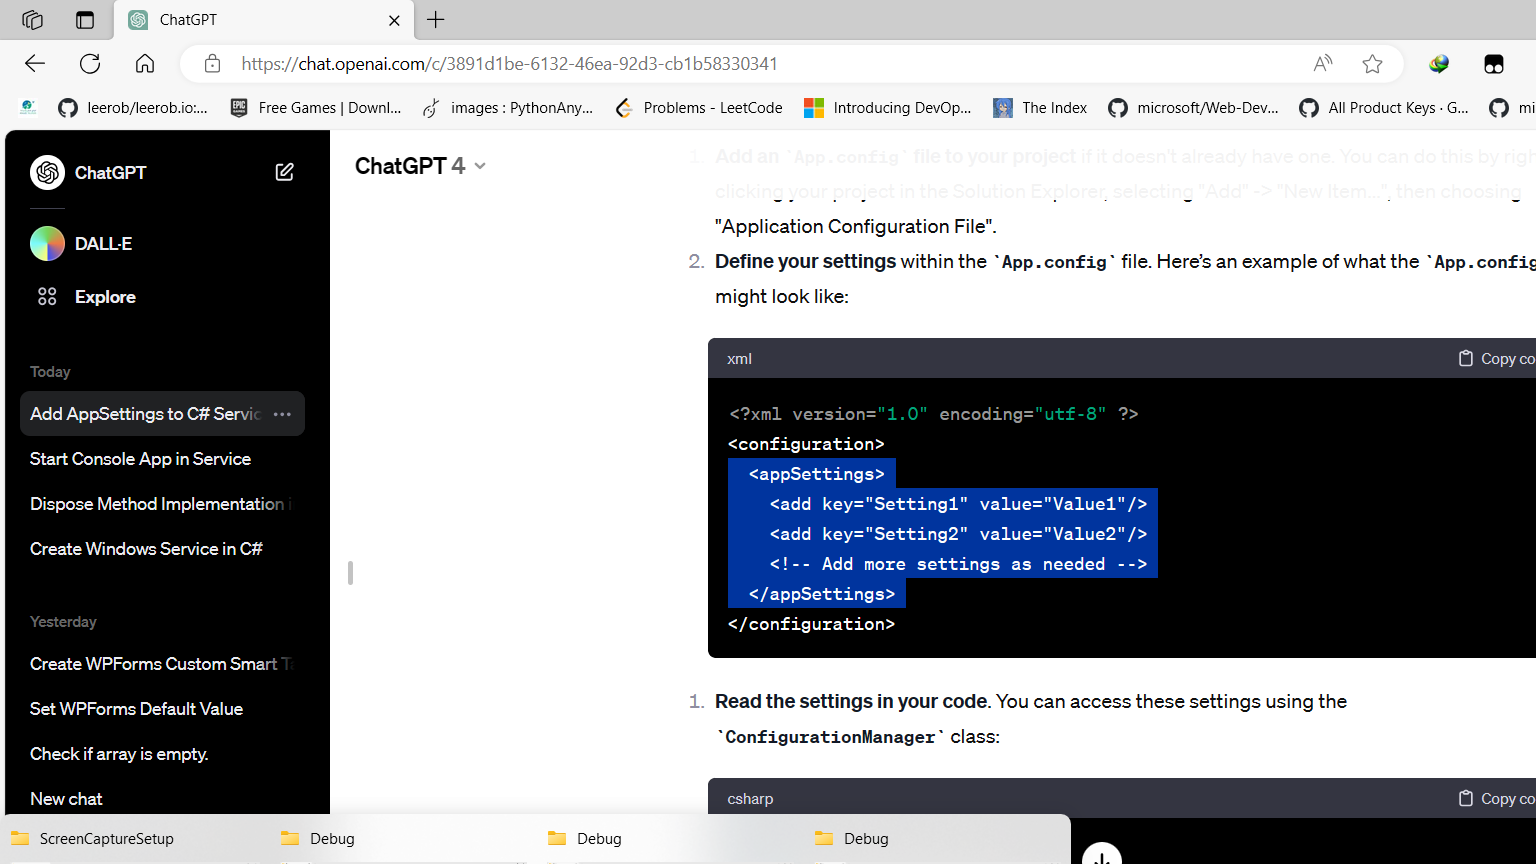 ChatGPT
https://chat.openai.com/c/3891d1be-6132-46ea-92d3-cb1b58330341
leerob/leerob.io:...
Free Games | Downl...
images : PythonAny...
Problems - LeetCode
Introducing DevOp...
The Index
microsoft/Web-Dev...
All Product Keys · G...
mi
ChatGPT
DALL·E
Explore
Today
Add AppSettings to C# Servic
Start Console App in Service
Dispose Method Implementation i
Create Windows Service in C#
Yesterday
Create WPForms Custom Smart T
Set WPForms Default Value
Check if array is empty.
New chat
ChatGPT 4
1. Add an `App.config` file to your project if it doesn't already have one. You can do this by righ
clicking your project in the Solution Explorer, selecting "Add" -> "New Item...", then choosing
"Application Configuration File".
2. Define your settings within the `App.config` file. Here's an example of what the `App.config
might look like:
xml
Copy co
<?xml version="1.0" encoding="utf-8" ?>
<configuration>
<appSettings>
<add key="Setting1" value="Value1"/>
<add key="Setting2" value="Value2"/>
<!-- Add more settings as needed -->
</appSettings>
</configuration>
1. Read the settings in your code. You can access these settings using the
`ConfigurationManager` class:
csharp
Copy co
ScreenCaptureSetup
Debug
Debug
Debug